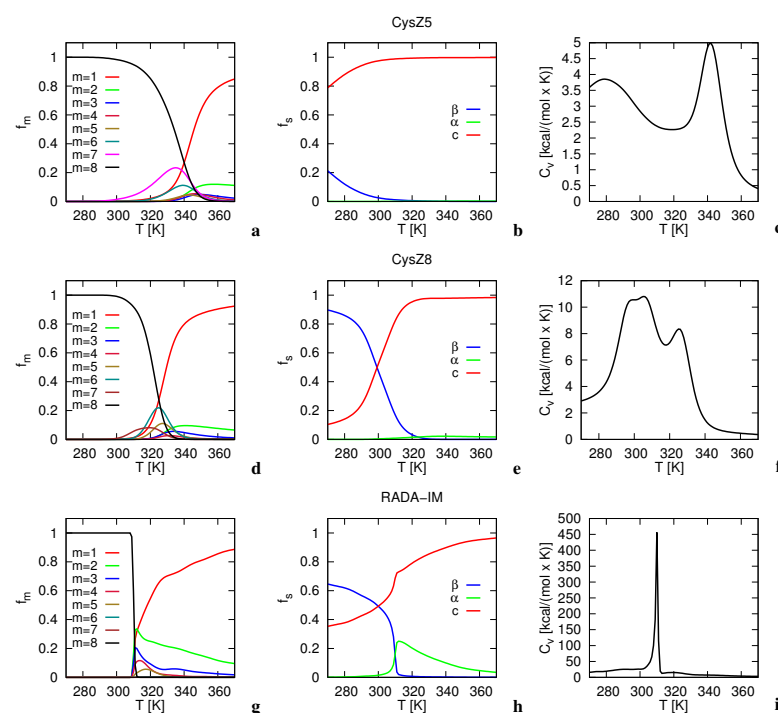 CysZ5
f_m
1
0.8
0.6
0.4
0.2
0
m=1
m=2
m=3
m=4
m=5
m=6
m=7
m=8
280 300 320 340 360
T [K]
a
f_s
1
0.8
0.6
0.4
0.2
0
β
α
c
280 300 320 340 360
T [K]
b
C_v [kcal/(mol x K)]
5
4.5
4
3.5
3
2.5
2
1.5
1
0.5
0
280 300 320 340 360
T [K]
CysZ8
f_m
1
0.8
0.6
0.4
0.2
0
m=1
m=2
m=3
m=4
m=5
m=6
m=7
m=8
280 300 320 340 360
T [K]
d
f_s
1
0.8
0.6
0.4
0.2
0
β
α
c
280 300 320 340 360
T [K]
e
C_v [kcal/(mol x K)]
12
10
8
6
4
2
0
280 300 320 340 360
T [K]
f
RADA-IM
f_m
1
0.8
0.6
0.4
0.2
0
m=1
m=2
m=3
m=4
m=5
m=6
m=7
m=8
280 300 320 340 360
T [K]
g
f_s
1
0.8
0.6
0.4
0.2
0
β
α
c
280 300 320 340 360
T [K]
h
C_v [kcal/(mol x K)]
500
450
400
350
300
250
200
150
100
50
0
280 300 320 340 360
T [K]
i